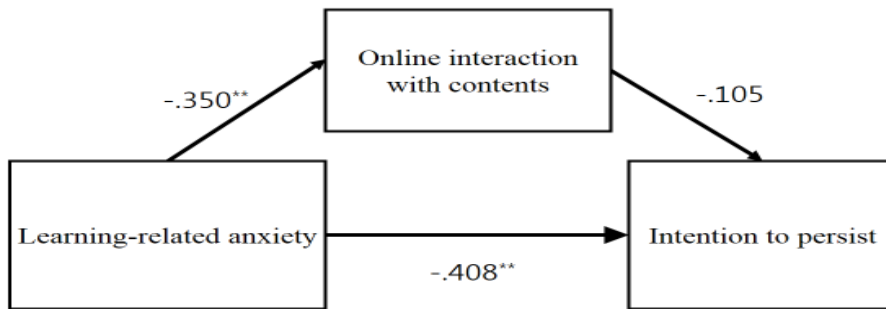 Online interaction
with contents
-.350**
-.105
Learning-related anxiety
Intention to persist
-.408**